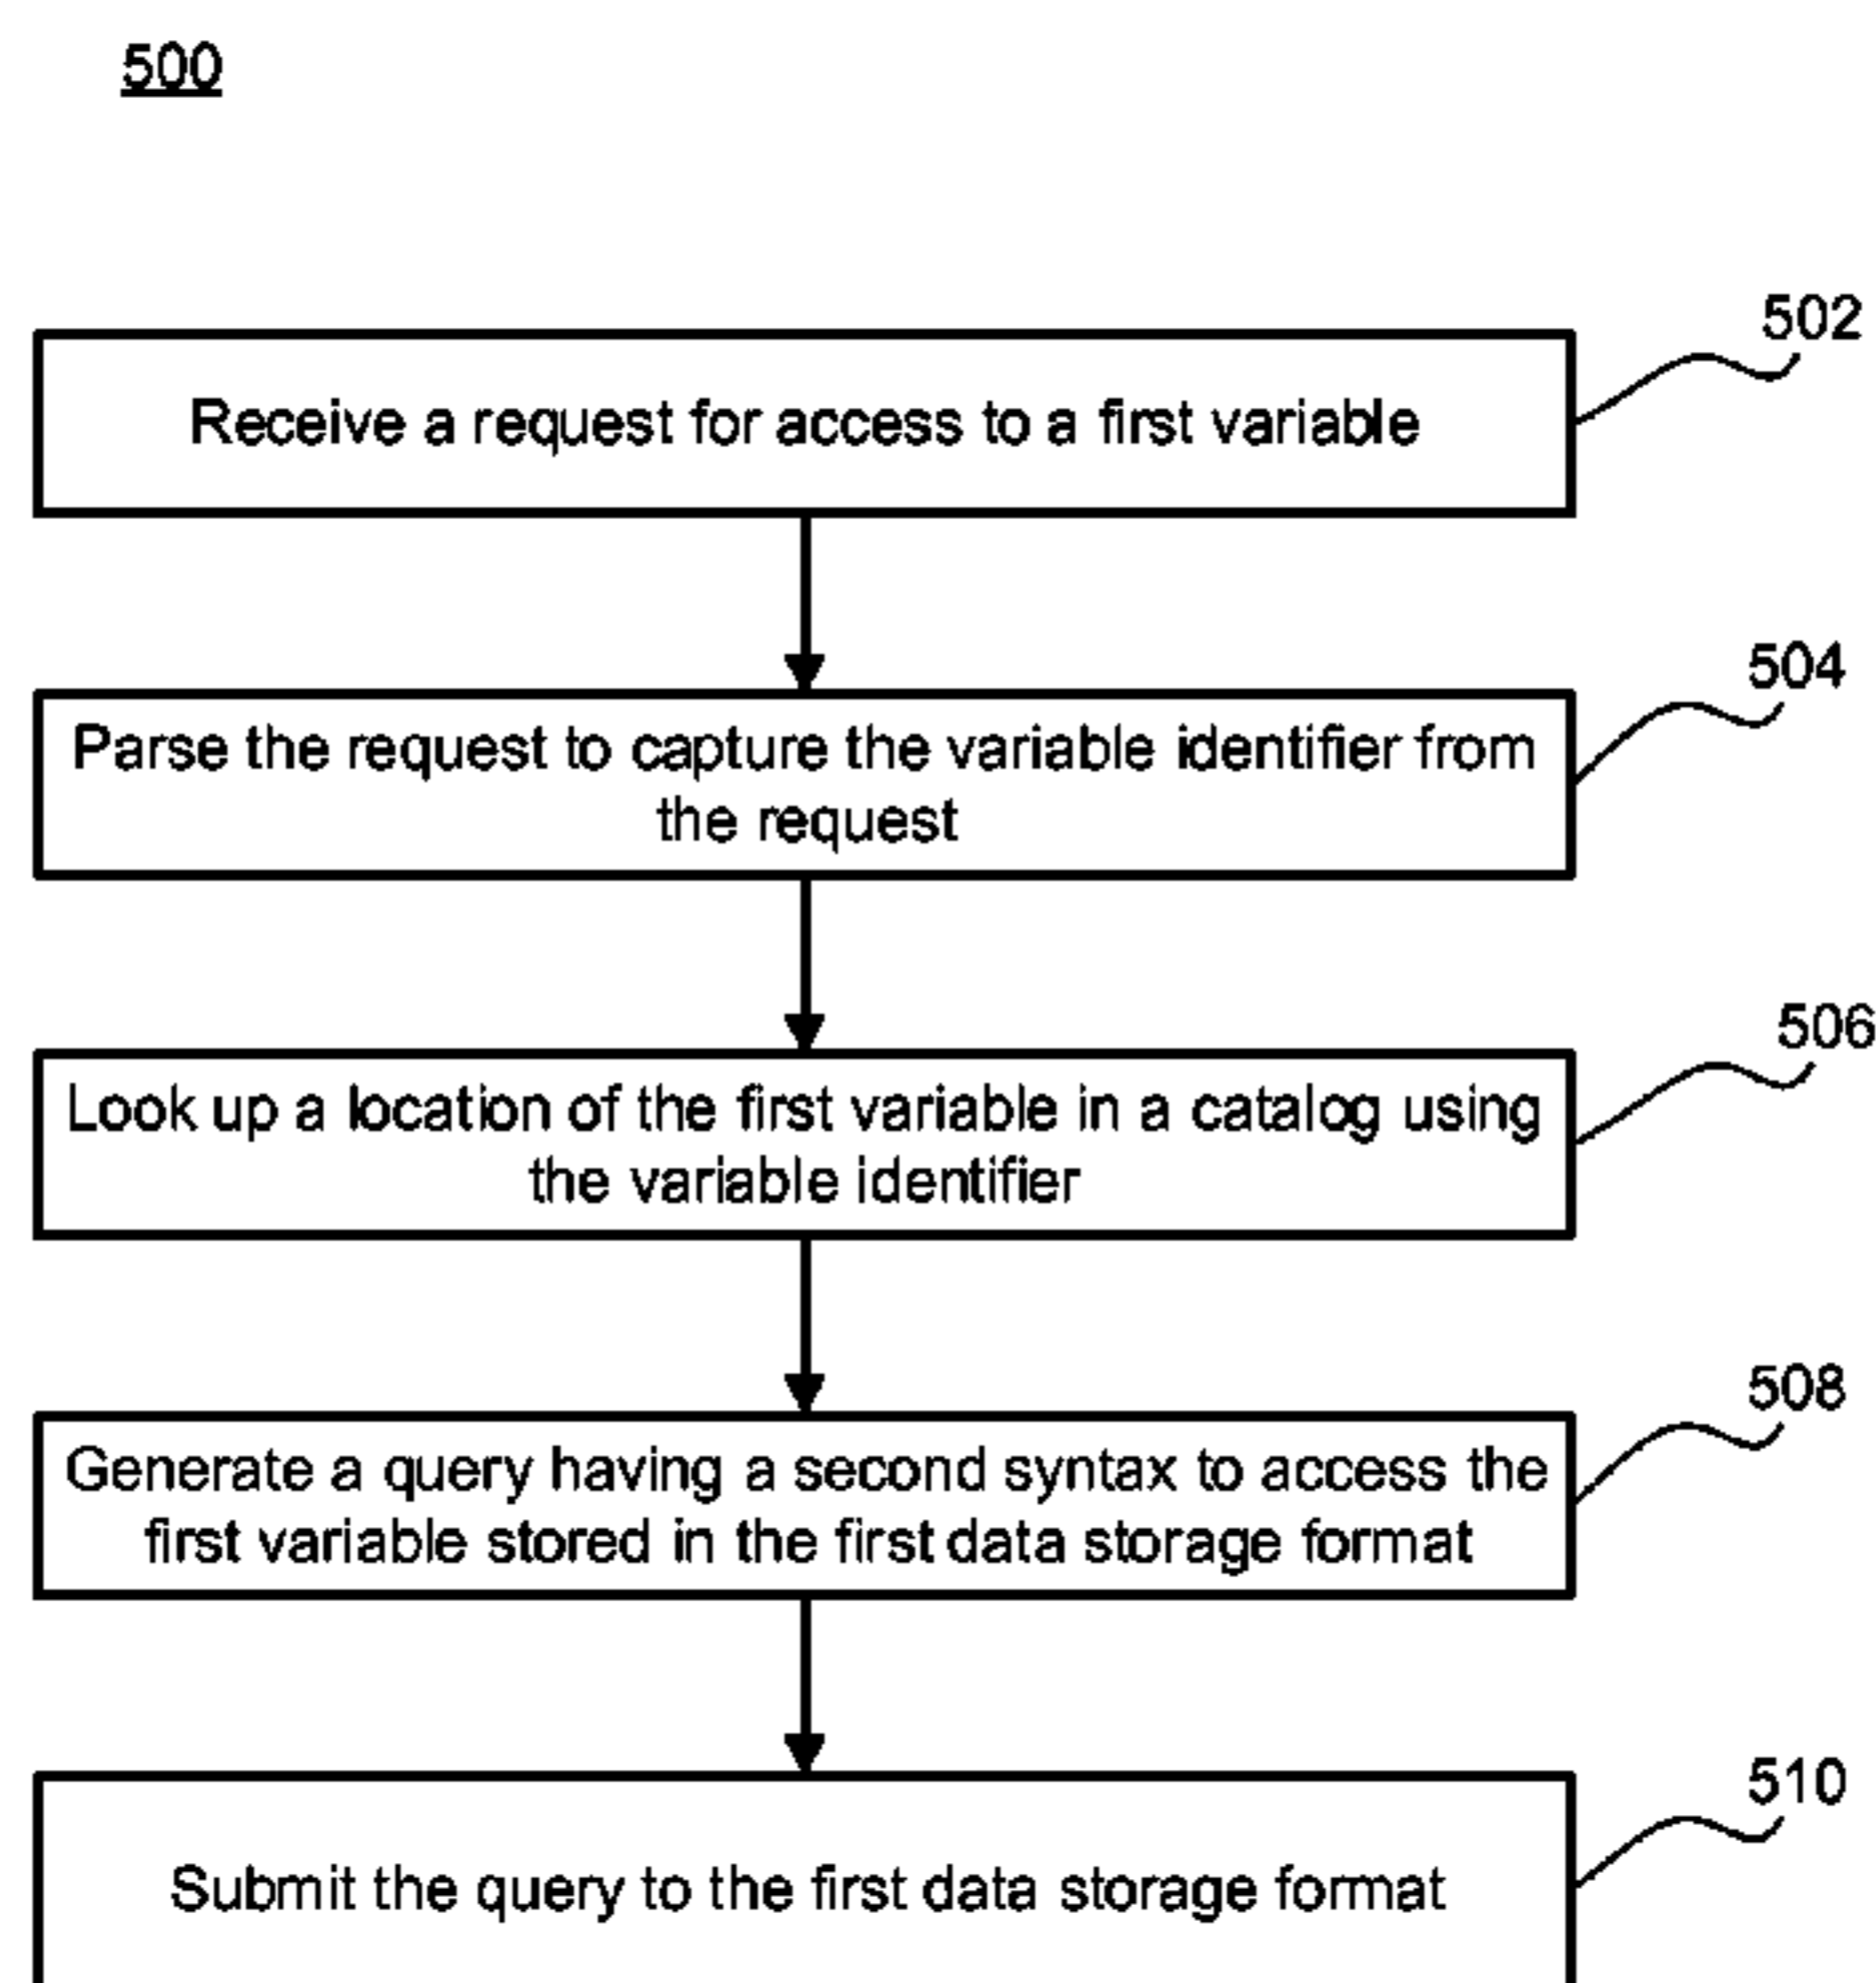 500
502
Receive a request for access to a first variable
504
Parse the request to capture the variable identifier from
the request
506
Look up a location of the first variable in a catalog using
the variable identifier
508
Generate a query having a second syntax to access the
first variable stored in the first data storage format
510
Submit the query to the first data storage format